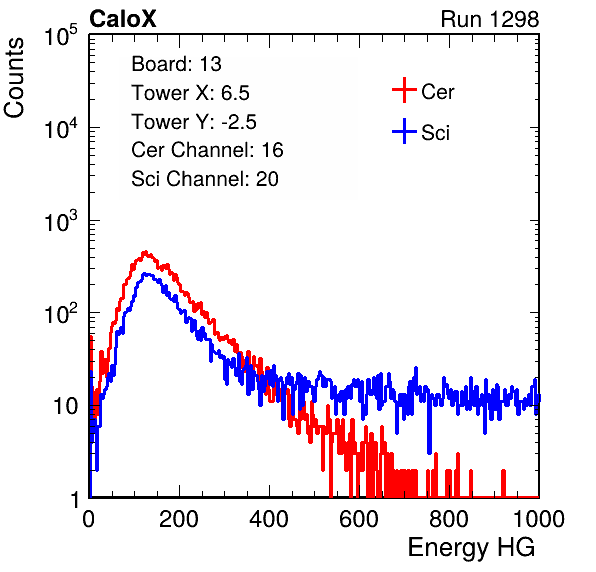 CaloX Run 1298
Counts
10^5
10^4
10^3
10^2
10
1
Board: 13
Tower X: 6.5
Tower Y: -2.5
Cer Channel: 16
Sci Channel: 20
Cer
Sci
0 200 400 600 800 1000
Energy HG